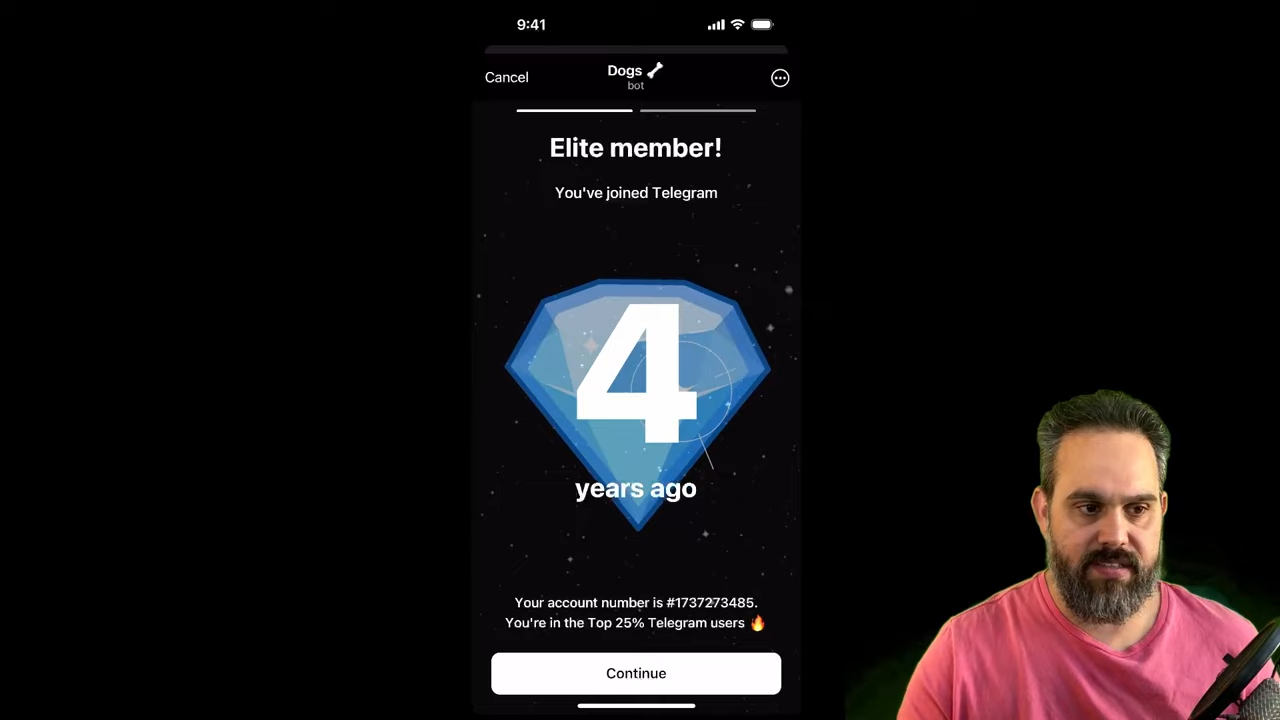 9:41
Cancel
Dogs 🦴
bot
Elite member!
You've joined Telegram
4
years ago
Your account number is #1737273485.
You're in the Top 25% Telegram users 🔥
Continue